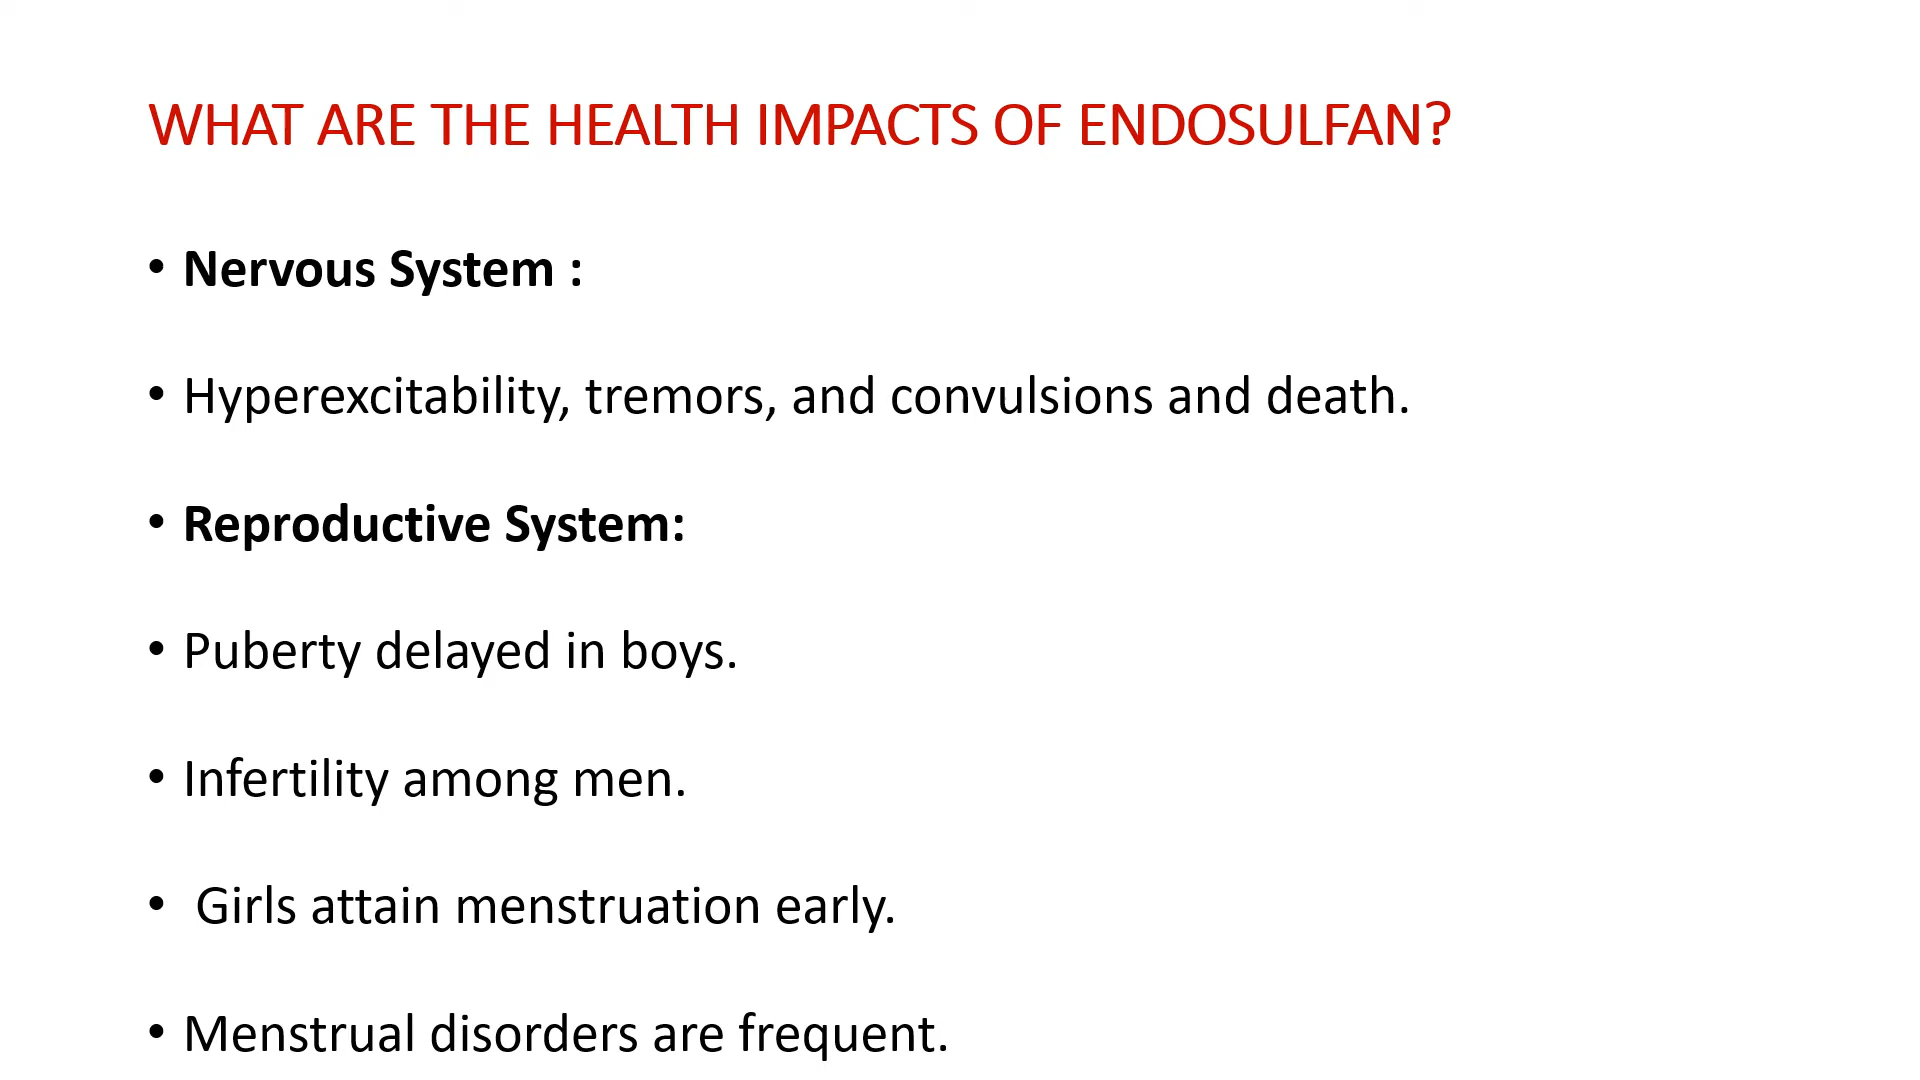 WHAT ARE THE HEALTH IMPACTS OF ENDOSULFAN?
• Nervous System :
• Hyperexcitability, tremors, and convulsions and death.
• Reproductive System:
• Puberty delayed in boys.
• Infertility among men.
• Girls attain menstruation early.
• Menstrual disorders are frequent.